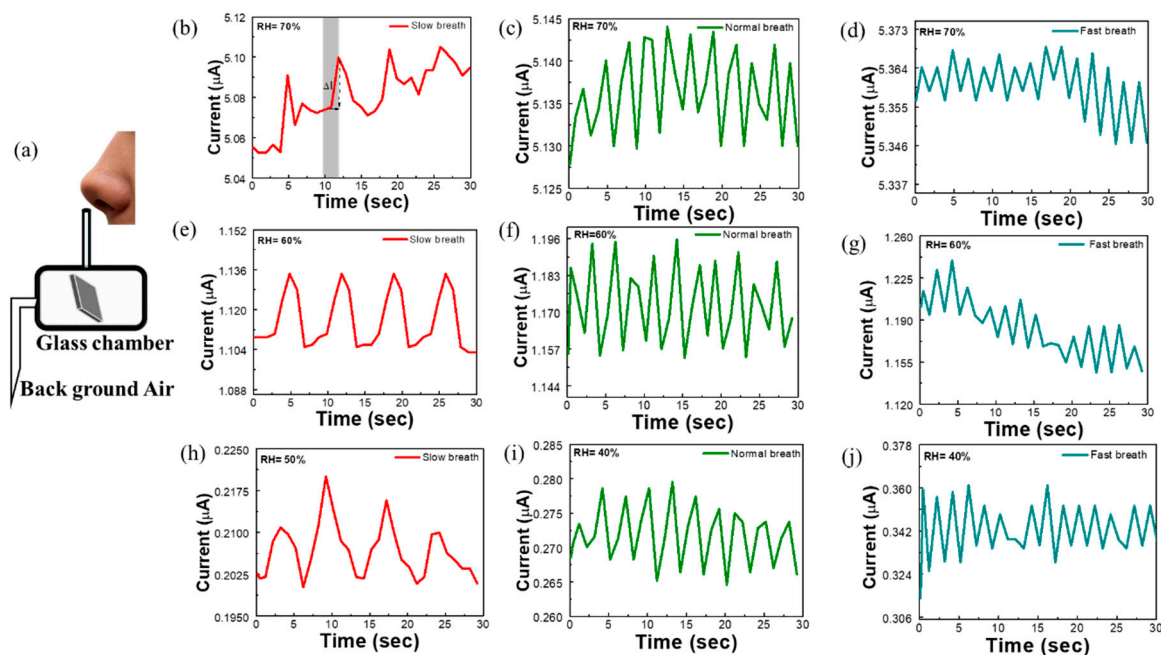 (a)
Glass chamber
Back ground Air
(b)
RH= 70%
Slow breath
ΔI
5.12
5.10
5.08
5.06
5.04
Current (μA)
0 5 10 15 20 25 30
Time (sec)
(c)
RH= 70%
Normal breath
5.145
5.140
5.135
5.130
5.125
Current (μA)
0 5 10 15 20 25 30
Time (sec)
(d)
RH= 70%
Fast breath
5.373
5.364
5.355
5.346
5.337
Current (μA)
0 5 10 15 20 25 30
Time (sec)
(e)
RH= 60%
Slow breath
1.152
1.136
1.120
1.104
1.088
Current (μA)
0 5 10 15 20 25 30
Time (sec)
(f)
RH=60%
Normal breath
1.196
1.183
1.170
1.157
1.144
Current (μA)
0 5 10 15 20 25 30
Time (sec)
(g)
RH= 60%
Fast breath
1.260
1.225
1.190
1.155
1.120
Current (μA)
0 5 10 15 20 25 30
Time (sec)
(h)
RH= 50%
Slow breath
0.2250
0.2175
0.2100
0.2025
0.1950
Current (μA)
0 5 10 15 20 25 30
Time (sec)
(i)
RH= 40%
Normal breath
0.285
0.280
0.275
0.270
0.265
0.260
Current (μA)
0 5 10 15 20 25 30
Time (sec)
(j)
RH= 40%
Fast breath
0.378
0.360
0.342
0.324
0.306
Current (μA)
0 5 10 15 20 25 30
Time (sec)